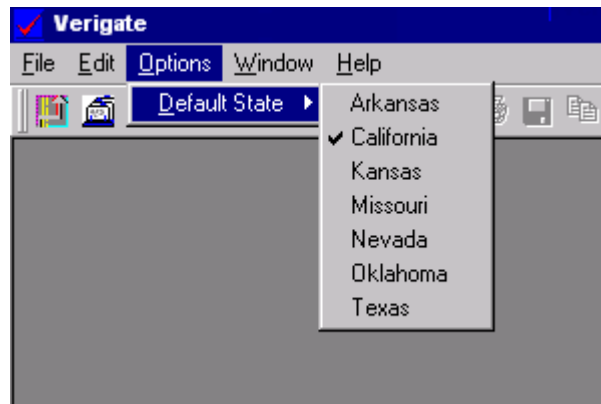 Verigate
File Edit Options Window Help
Default State
Arkansas
California
Kansas
Missouri
Nevada
Oklahoma
Texas